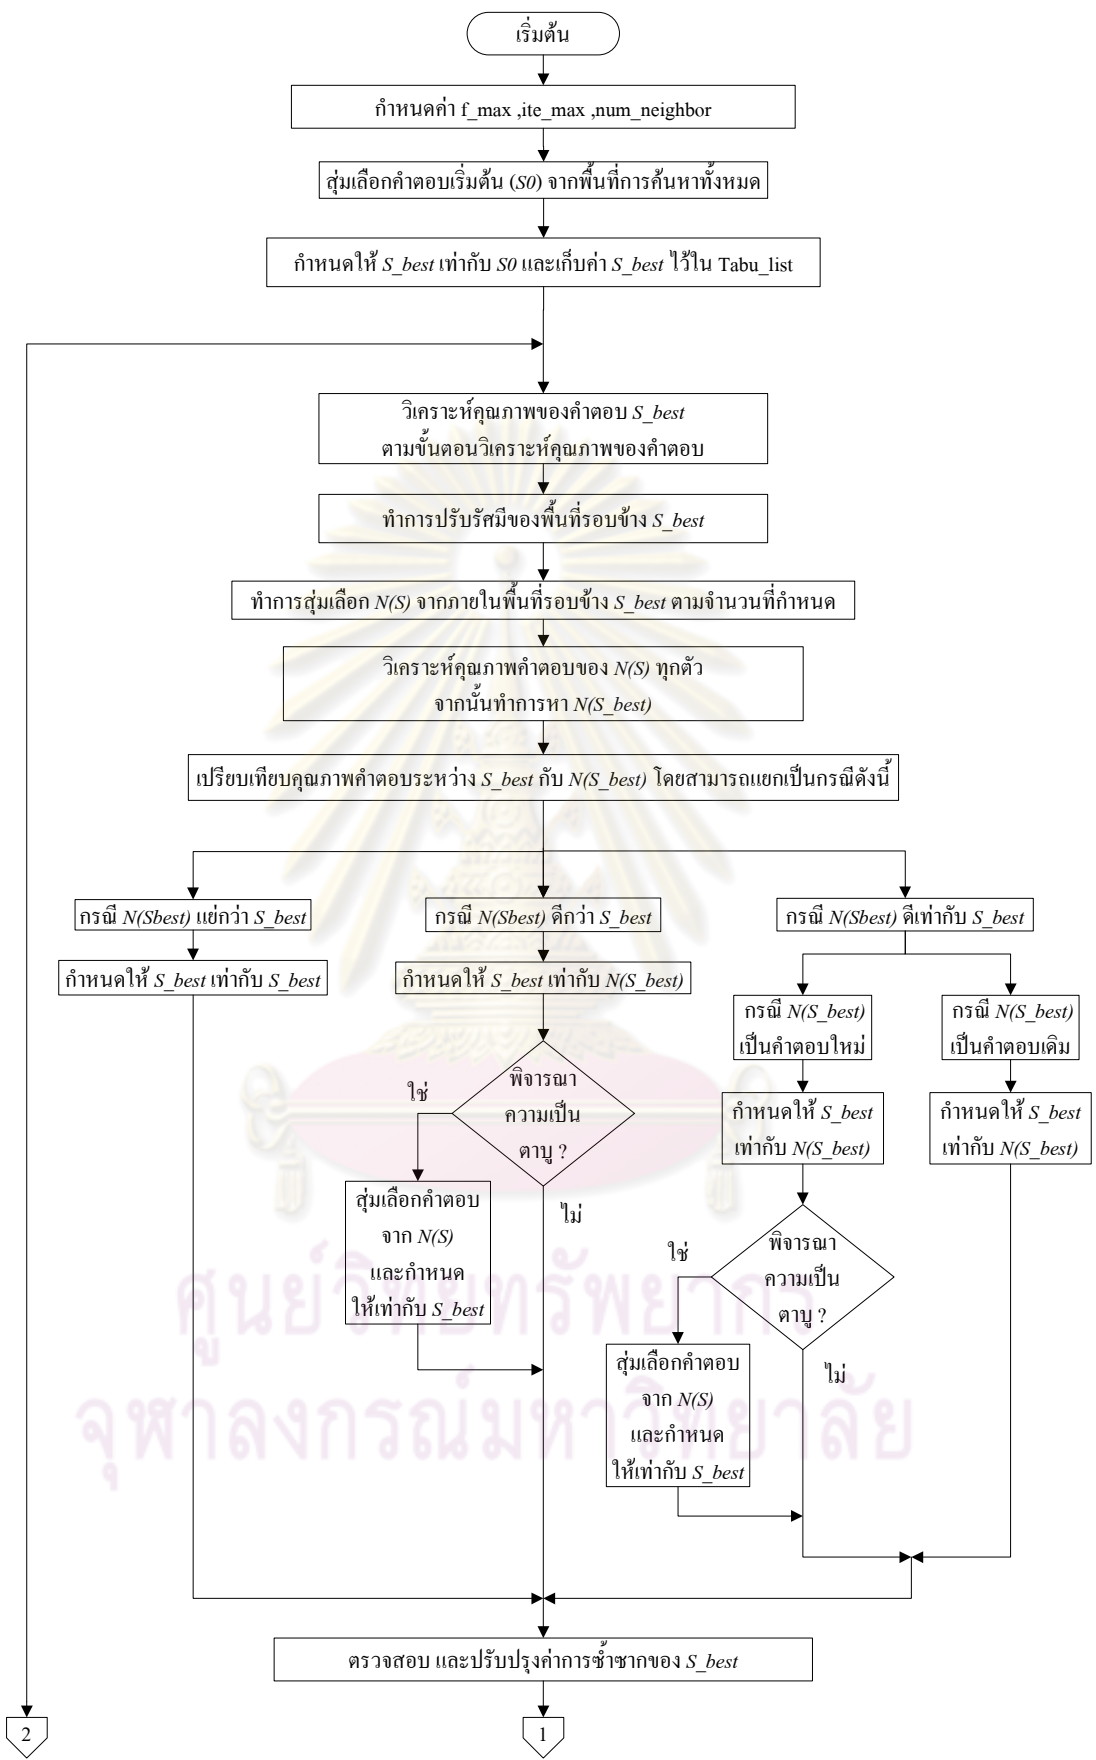 เริ่มต้น
กำหนดค่า f_max ,ite_max ,num_neighbor
สุ่มเลือกคำตอบเริ่มต้น (S0) จากพื้นที่การค้นหาทั้งหมด
กำหนดให้ S_best เท่ากับ S0 และเก็บค่า S_best ไว้ใน Tabu_list
วิเคราะห์คุณภาพของคำตอบ S_best
ตามขั้นตอนวิเคราะห์คุณภาพของคำตอบ
ทำการปรับรัศมีของพื้นที่รอบข้าง S_best
ทำการสุ่มเลือก N(S) จากภายในพื้นที่รอบข้าง S_best ตามจำนวนที่กำหนด
วิเคราะห์คุณภาพคำตอบของ N(S) ทุกตัว
จากนั้นทำการหา N(S_best)
เปรียบเทียบคุณภาพคำตอบระหว่าง S_best กับ N(S_best) โดยสามารถแยกเป็นกรณีดังนี้
กรณี N(Sbest) แย่กว่า S_best
กำหนดให้ S_best เท่ากับ S_best
กรณี N(Sbest) ดีกว่า S_best
กำหนดให้ S_best เท่ากับ N(S_best)
พิจารณา
ความเป็น
ตาบู ?
ใช่
ไม่
สุ่มเลือกคำตอบ
จาก N(S)
และกำหนด
ให้เท่ากับ S_best
กรณี N(Sbest) ดีเท่ากับ S_best
กรณี N(S_best)
เป็นคำตอบใหม่
กำหนดให้ S_best
เท่ากับ N(S_best)
พิจารณา
ความเป็น
ตาบู ?
ใช่
ไม่
สุ่มเลือกคำตอบ
จาก N(S)
และกำหนด
ให้เท่ากับ S_best
กรณี N(S_best)
เป็นคำตอบเดิม
กำหนดให้ S_best
เท่ากับ N(S_best)
ศูนย์วิทยทรัพยากร
จุฬาลงกรณ์มหาวิทยาลัย
ตรวจสอบ และปรับปรุงค่าการซ้ำซากของ S_best
2
1